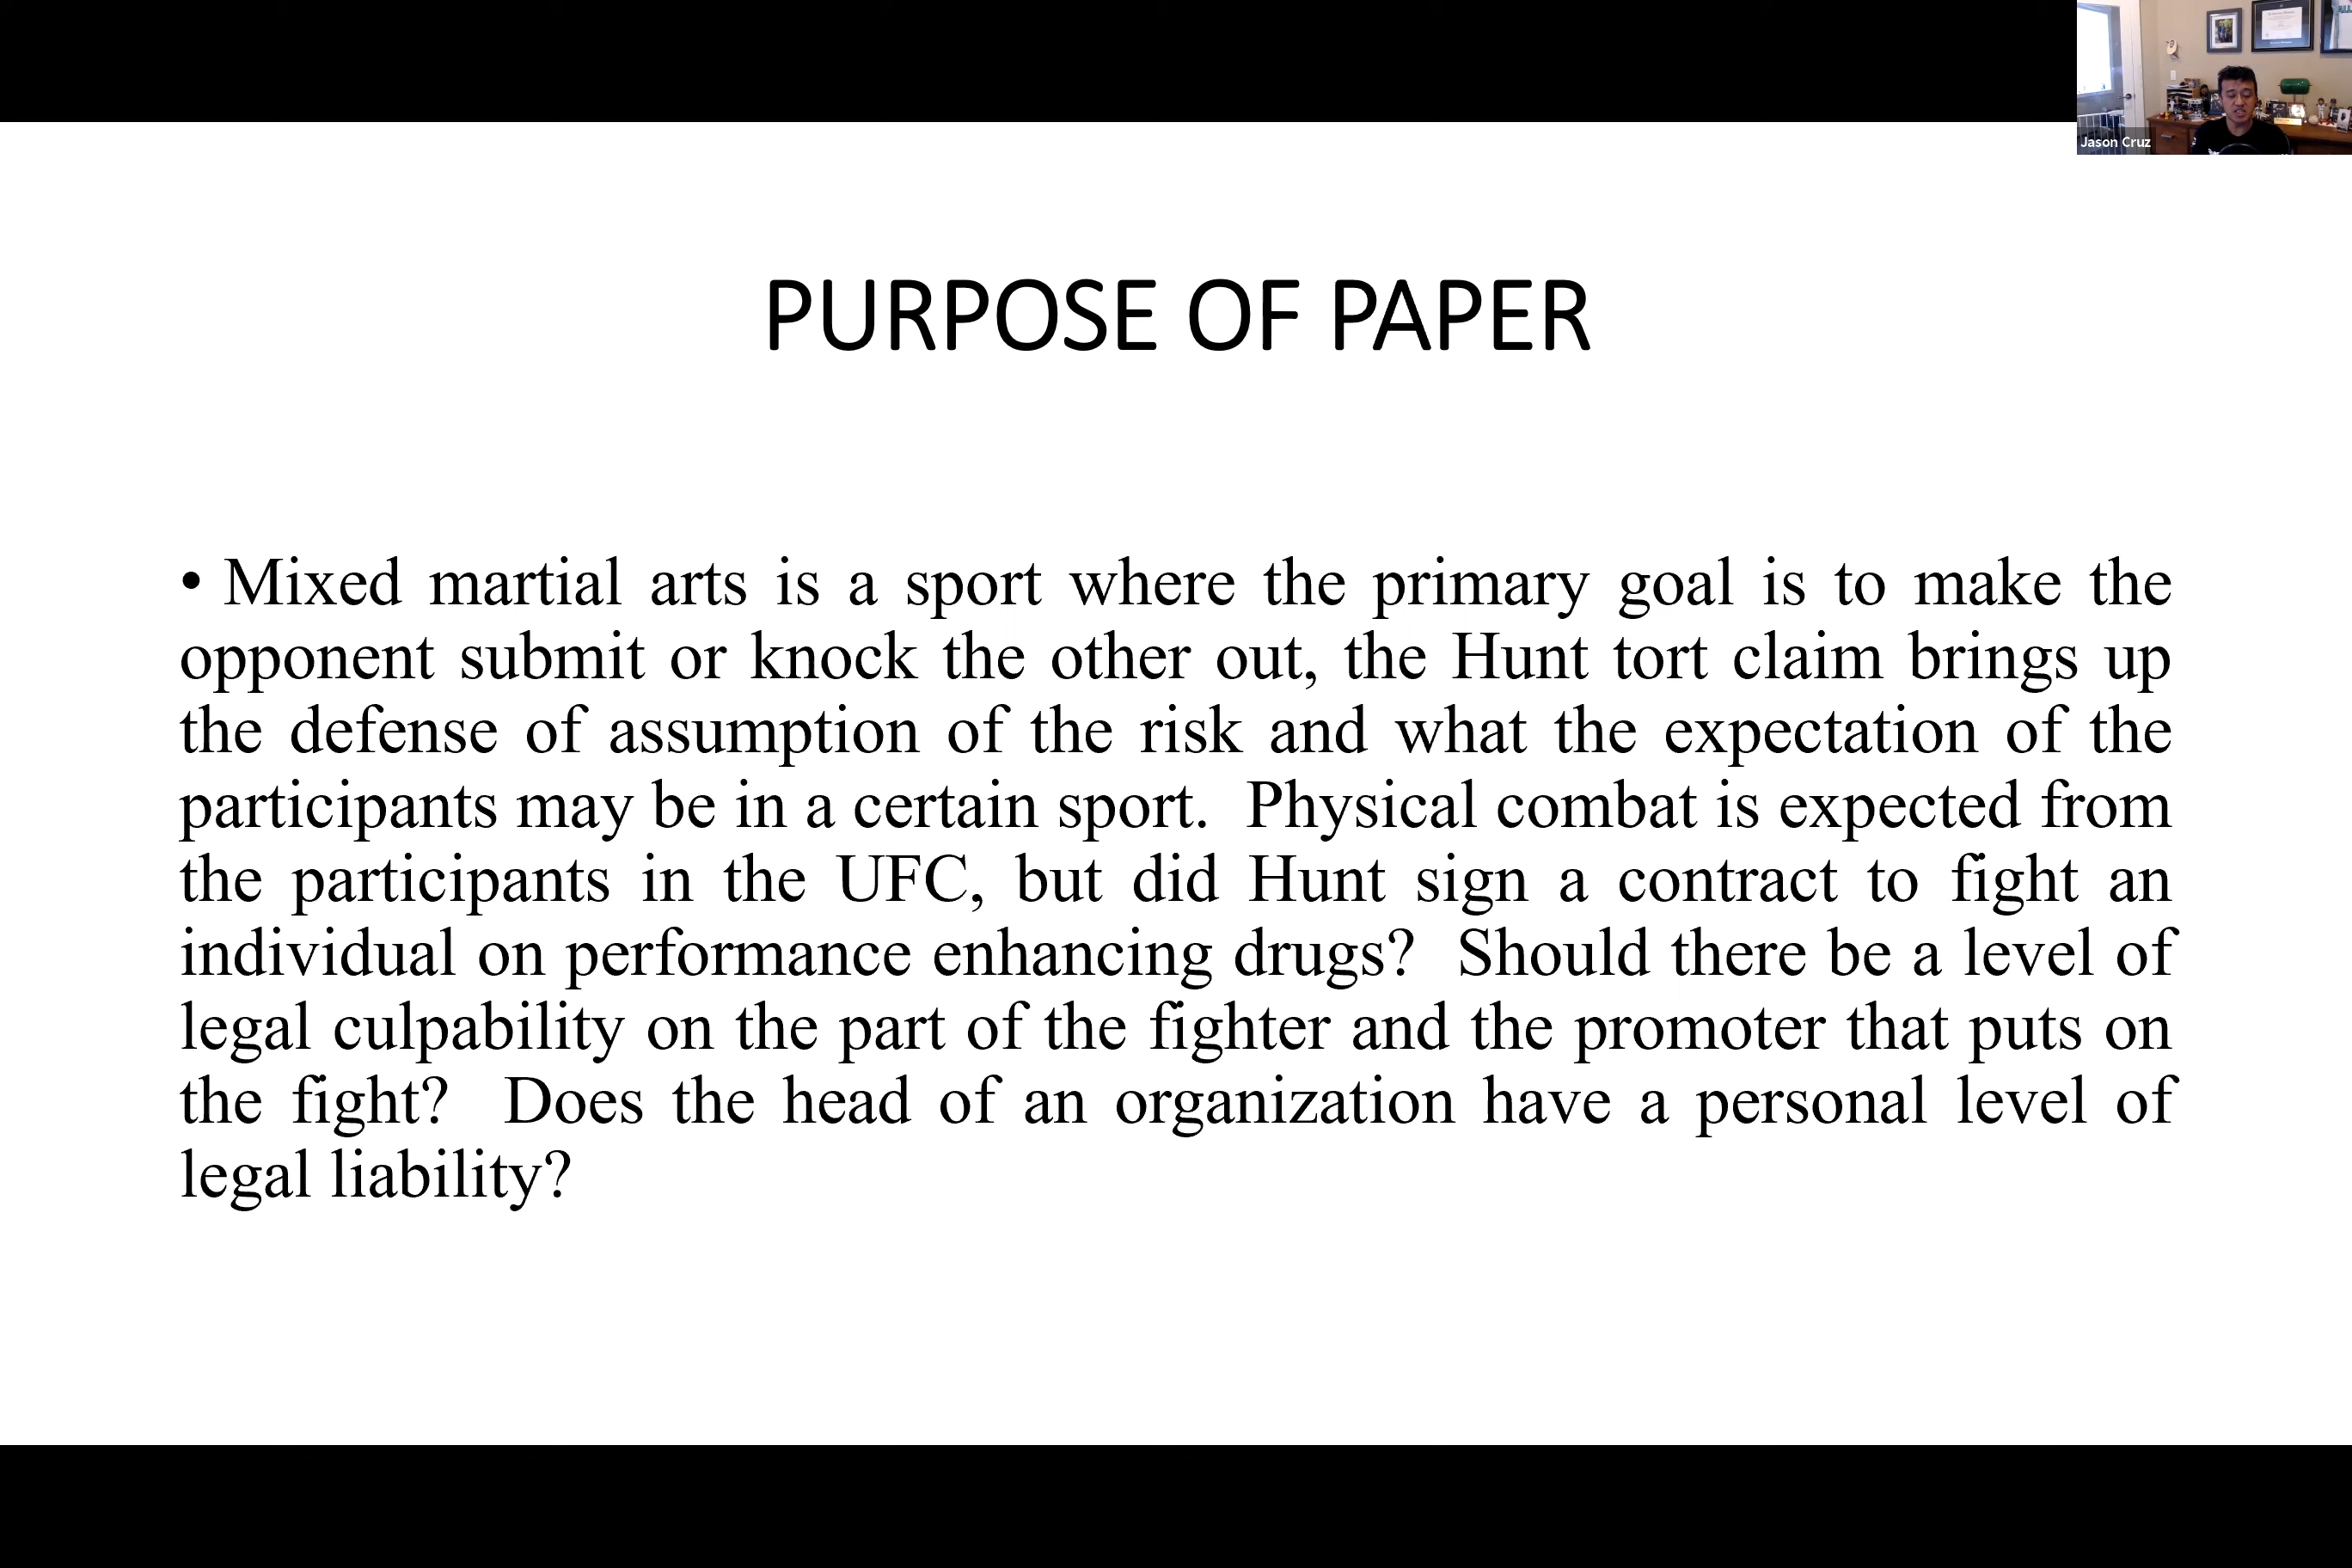 Jason Cruz
PURPOSE OF PAPER
• Mixed martial arts is a sport where the primary goal is to make the
opponent submit or knock the other out, the Hunt tort claim brings up
the defense of assumption of the risk and what the expectation of the
participants may be in a certain sport.  Physical combat is expected from
the participants in the UFC, but did Hunt sign a contract to fight an
individual on performance enhancing drugs?  Should there be a level of
legal culpability on the part of the fighter and the promoter that puts on
the fight?  Does the head of an organization have a personal level of
legal liability?